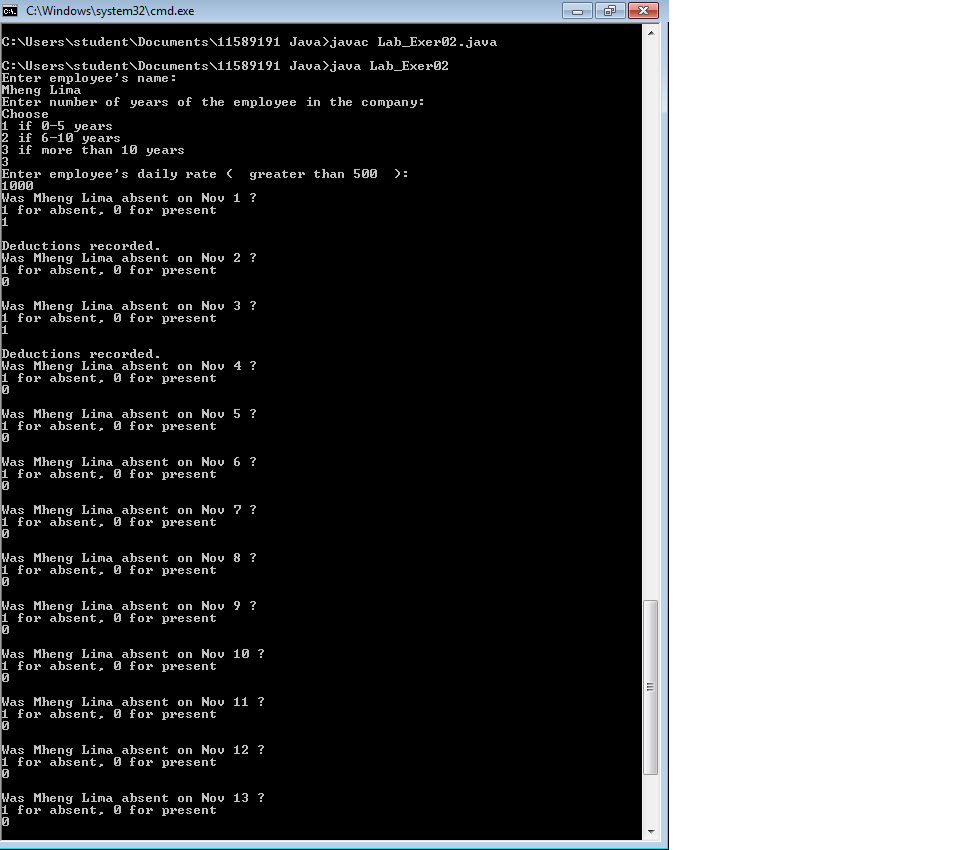 C:\Windows\system32\cmd.exe
C:\Users\student\Documents\11589191 Java>javac Lab_Exer02.java
C:\Users\student\Documents\11589191 Java>java Lab_Exer02
Enter employee's name:
Mheng Lima
Enter number of years of the employee in the company:
Choose
1 if 0-5 years
2 if 6-10 years
3 if more than 10 years
3
Enter employee's daily rate (  greater than 500  ):
1000
Was Mheng Lima absent on Nov 1 ?
1 for absent, 0 for present
1
Deductions recorded.
Was Mheng Lima absent on Nov 2 ?
1 for absent, 0 for present
0
Was Mheng Lima absent on Nov 3 ?
1 for absent, 0 for present
1
Deductions recorded.
Was Mheng Lima absent on Nov 4 ?
1 for absent, 0 for present
0
Was Mheng Lima absent on Nov 5 ?
1 for absent, 0 for present
0
Was Mheng Lima absent on Nov 6 ?
1 for absent, 0 for present
0
Was Mheng Lima absent on Nov 7 ?
1 for absent, 0 for present
0
Was Mheng Lima absent on Nov 8 ?
1 for absent, 0 for present
0
Was Mheng Lima absent on Nov 9 ?
1 for absent, 0 for present
0
Was Mheng Lima absent on Nov 10 ?
1 for absent, 0 for present
0
Was Mheng Lima absent on Nov 11 ?
1 for absent, 0 for present
0
Was Mheng Lima absent on Nov 12 ?
1 for absent, 0 for present
0
Was Mheng Lima absent on Nov 13 ?
1 for absent, 0 for present
0